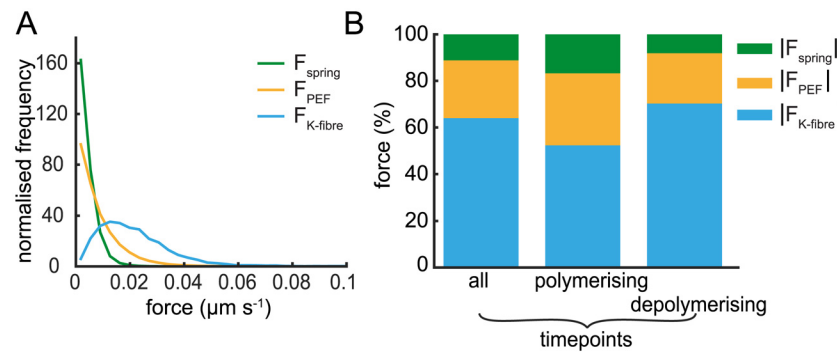 A
normalised frequency
160
120
80
40
0
0 0.02 0.04 0.06 0.08 0.1
force (μm s⁻¹)
F_spring
F_PEF
F_K-fibre
B
force (%)
100
80
60
40
20
0
all polymerising
depolymerising
timepoints
|F_spring|
|F_PEF|
|F_K-fibre